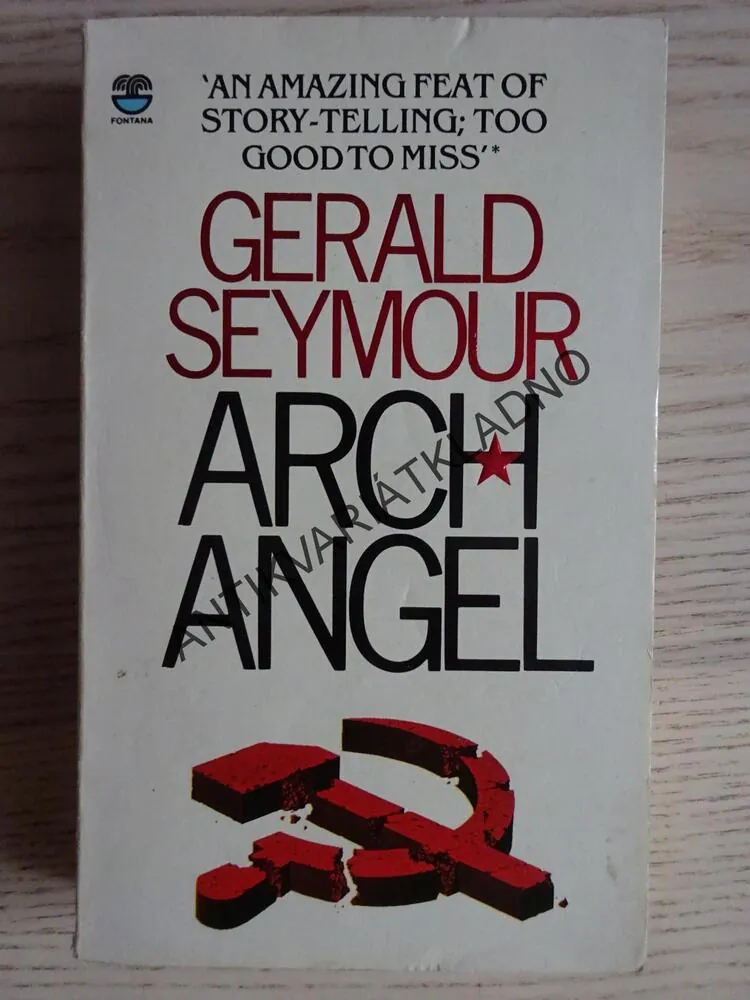 FONTANA
'AN AMAZING FEAT OF
STORY-TELLING; TOO
GOOD TO MISS'*
GERALD
SEYMOUR
ARCH
ANGEL
ANTIKVARIÁTKLADNO